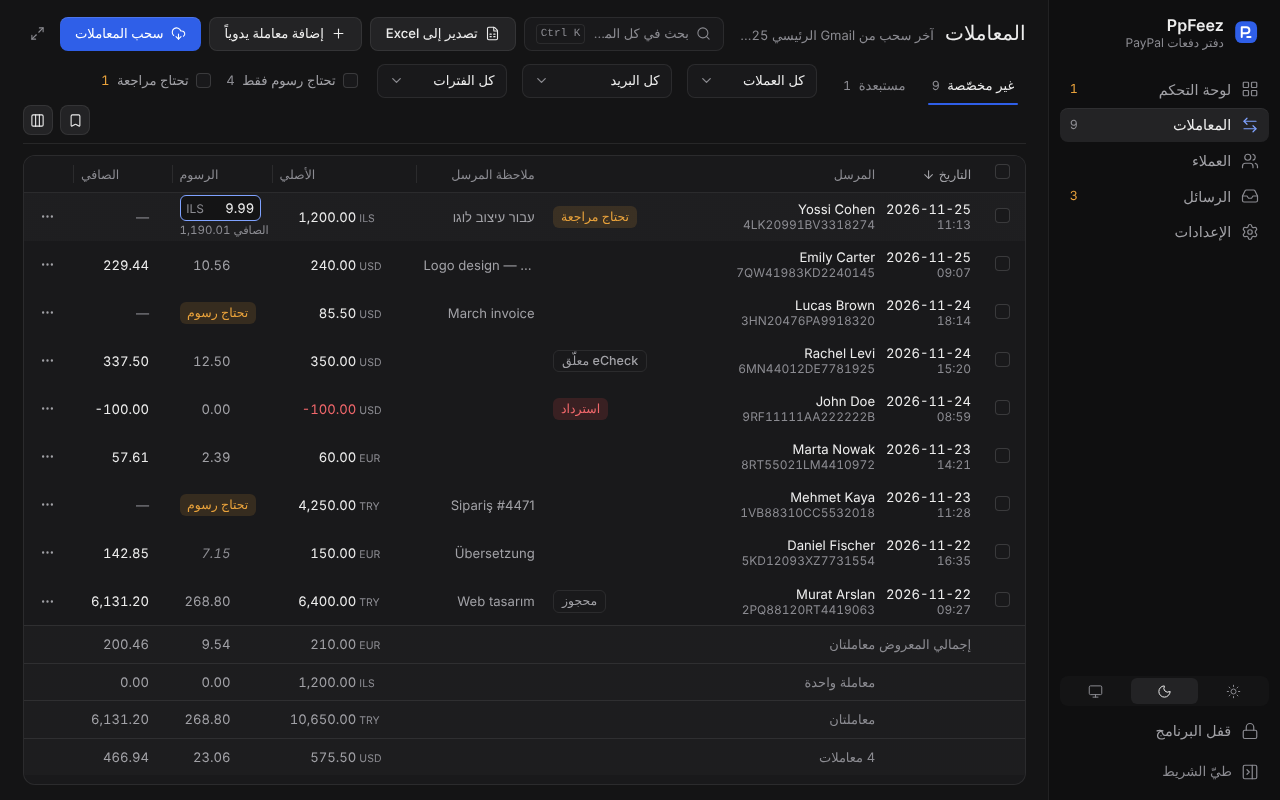 PpFeez
دفتر دفعات PayPal
لوحة التحكم 1
المعاملات 9
العملاء
الرسائل 3
الإعدادات
قفل البرنامج
طيّ الشريط
المعاملات آخر سحب من Gmail الرئيسي 25...
بحث في كل المـ... Ctrl K
تصدير إلى Excel
إضافة معاملة يدوياً
سحب المعاملات
غير مخصّصة 9
مستبعدة 1
كل العملات
كل البريد
كل الفترات
تحتاج رسوم فقط 4
تحتاج مراجعة 1
التاريخ المرسل ملاحظة المرسل الأصلي الرسوم الصافي
2026-11-25 Yossi Cohen تحتاج مراجعة עבור עיצוב לוגו 1,200.00 ILS 9.99 ILS —
11:13 4LK20991BV3318274 الصافي 1,190.01
2026-11-25 Emily Carter Logo design — ... 240.00 USD 10.56 229.44
09:07 7QW41983KD2240145
2026-11-24 Lucas Brown March invoice 85.50 USD تحتاج رسوم —
18:14 3HN20476PA9918320
2026-11-24 Rachel Levi eCheck معلّق 350.00 USD 12.50 337.50
15:20 6MN44012DE7781925
2026-11-24 John Doe استرداد -100.00 USD 0.00 -100.00
08:59 9RF11111AA222222B
2026-11-23 Marta Nowak 60.00 EUR 2.39 57.61
14:21 8RT55021LM4410972
2026-11-23 Mehmet Kaya Sipariş #4471 4,250.00 TRY تحتاج رسوم —
11:28 1VB88310CC5532018
2026-11-22 Daniel Fischer Übersetzung 150.00 EUR 7.15 142.85
16:35 5KD12093XZ7731554
2026-11-22 Murat Arslan محجوز Web tasarım 6,400.00 TRY 268.80 6,131.20
09:27 2PQ88120RT4419063
إجمالي المعروض معاملتان 210.00 EUR 9.54 200.46
معاملة واحدة 1,200.00 ILS 0.00 0.00
معاملتان 10,650.00 TRY 268.80 6,131.20
4 معاملات 575.50 USD 23.06 466.94